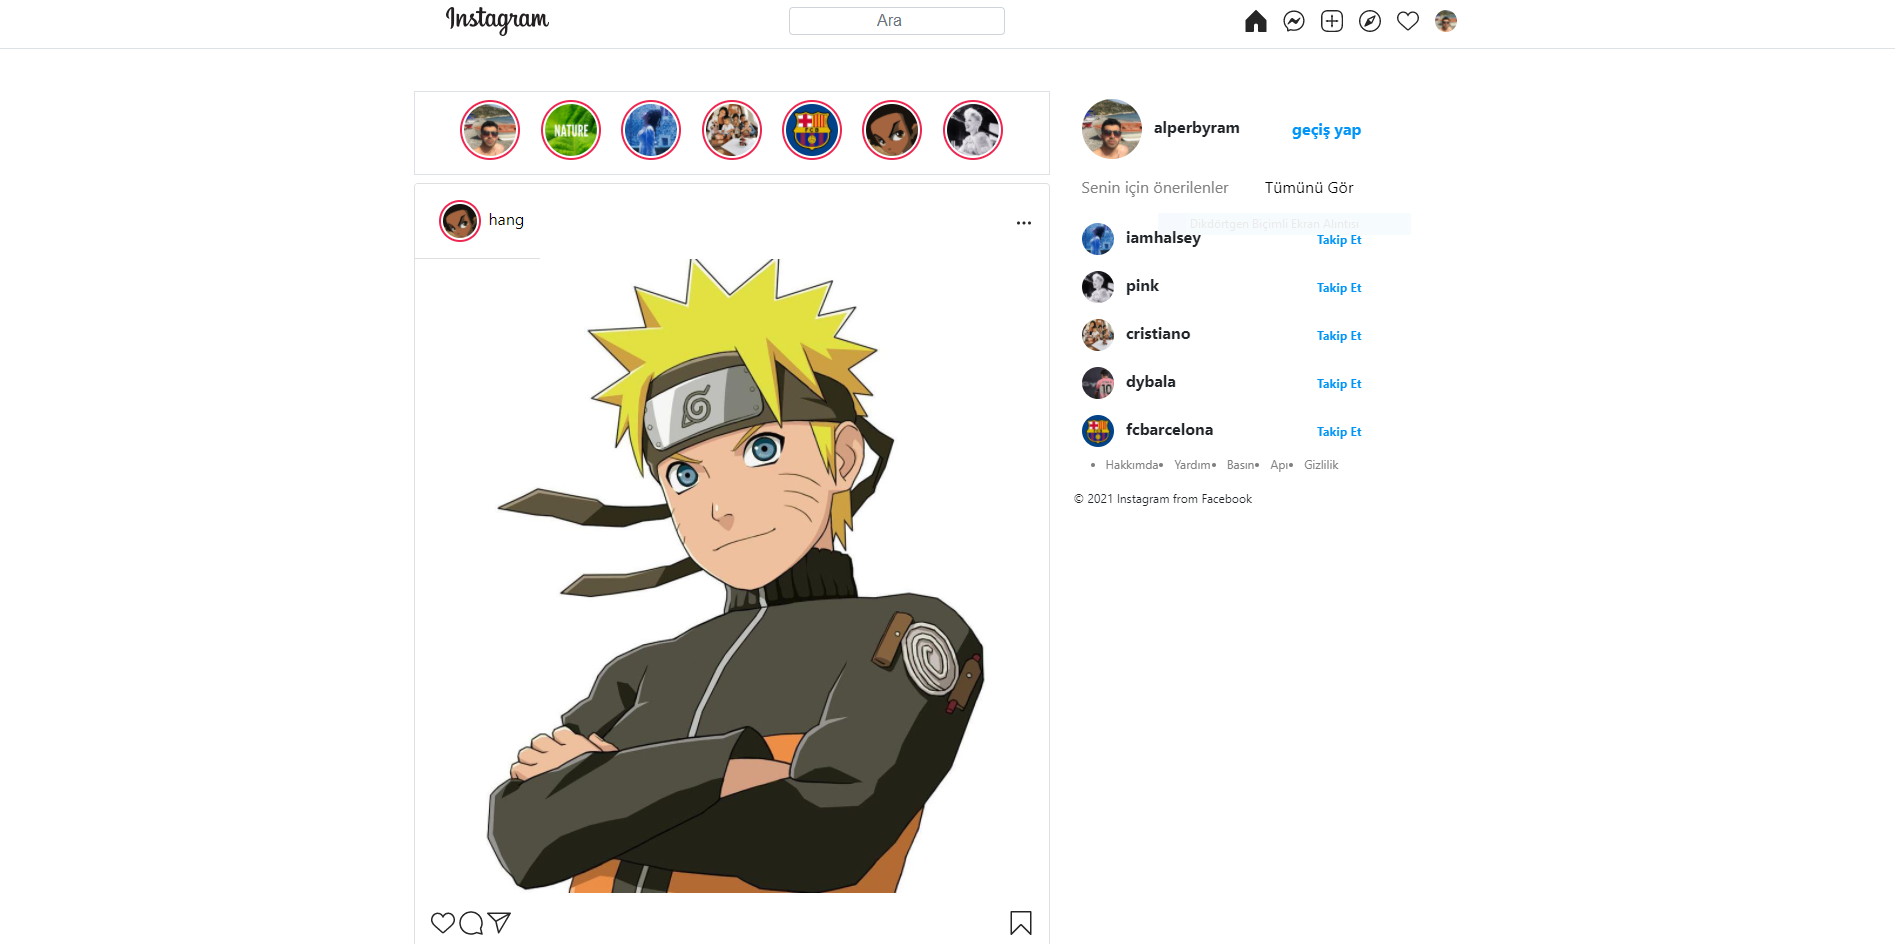 Instagram
Ara
NATURE
FCB
alperbyram
geçiş yap
Senin için önerilenler
Tümünü Gör
hang
Dikdörtgen Biçimli Ekran Alıntısı
iamhalsey
Takip Et
pink
Takip Et
cristiano
Takip Et
dybala
Takip Et
10
fcbarcelona
Takip Et
• Hakkımda• Yardım• Basın• Apı• Gizlilik
© 2021 Instagram from Facebook